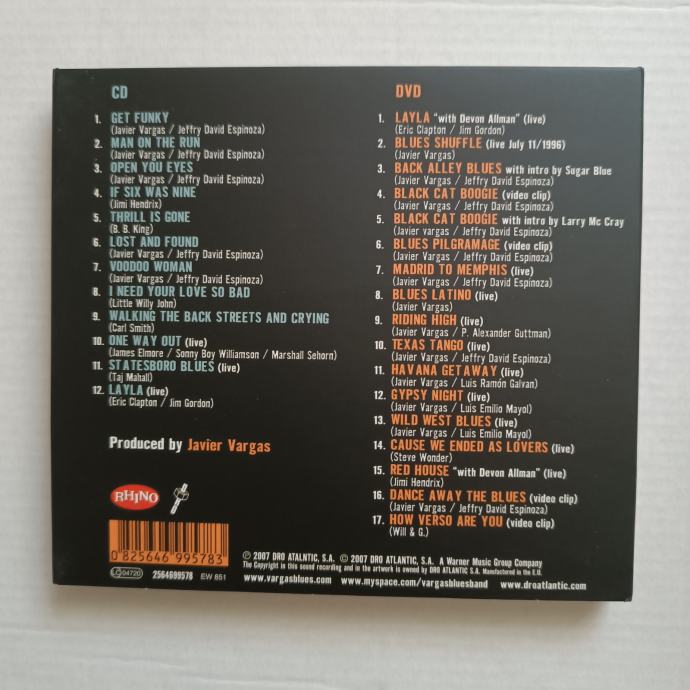 CD
1. GET FUNKY
(Javier Vargas / Jeffry David Espinoza)
2. MAN ON THE RUN
(Javier Vargas / Jeffry David Espinoza)
3. OPEN YOU EYES
(Javier Vargas / Jeffry David Espinoza)
4. IF SIX WAS NINE
(Jimi Hendrix)
5. THRILL IS GONE
(B. B. King)
6. LOST AND FOUND
(Javier Vargas / Jeffry David Espinoza)
7. VOODOO WOMAN
(Javier Vargas / Jeffry David Espinoza)
8. I NEED YOUR LOVE SO BAD
(Little Willy John)
9. WALKING THE BACK STREETS AND CRYING
(Carl Smith)
10. ONE WAY OUT (live)
(James Elmore / Sonny Boy Williamson / Marshall Sehorn)
11. STATESBORO BLUES (live)
(Taj Mahall)
12. LAYLA (live)
(Eric Clapton / Jim Gordon)
Produced by Javier Vargas
RHINO
0 825646 995783
LC 04720 2564699578 EW 851
DVD
1. LAYLA "with Devon Allman" (live)
(Eric Clapton / Jim Gordon)
2. BLUES SHUFFLE (live July 11/1996)
(Javier Vargas)
3. BACK ALLEY BLUES with intro by Sugar Blue
(Javier Vargas / Jeffry David Espinoza)
4. BLACK CAT BOOGIE (video clip)
(Javier Vargas / Jeffry David Espinoza)
5. BLACK CAT BOOGIE with intro by Larry Mc Cray
(Javier vargas / Jeffry David Espinoza)
6. BLUES PILGRAMAGE (video clip)
(Javier Vargas / Jeffry David Espinoza)
7. MADRID TO MEMPHIS (live)
(Javier Vargas / Jeffry David Espinoza)
8. BLUES LATINO (live)
(Javier Vargas)
9. RIDING HIGH (live)
(Javier Vargas / P. Alexander Guttman)
10. TEXAS TANGO (live)
(Javier Vargas / Jeffry David Espinoza)
11. HAVANA GETAWAY (live)
(Javier Vargas / Luis Ramón Galvan)
12. GYPSY NIGHT (live)
(Javier Vargas / Luis Emilio Mayol)
13. WILD WEST BLUES (live)
(Javier Vargas / Luis Emilio Mayol)
14. CAUSE WE ENDED AS LOVERS (live)
(Steve Wonder)
15. RED HOUSE "with Devon Allman" (live)
(Jimi Hendrix)
16. DANCE AWAY THE BLUES (video clip)
(Javier Vargas / Jeffry David Espinoza)
17. HOW VERSO ARE YOU (video clip)
(Will & G.)
℗ 2007 DRO ATALNTIC, S.A. © 2007 DRO ATLANTIC, S.A. A Warner Music Group Company
The Copyright in this sound recording and in the artwork is owned by DRO ATLANTIC S.A. Manufactured in the E.U.
www.vargasblues.com www.myspace.com/vargasbluesband www.droatlantic.com